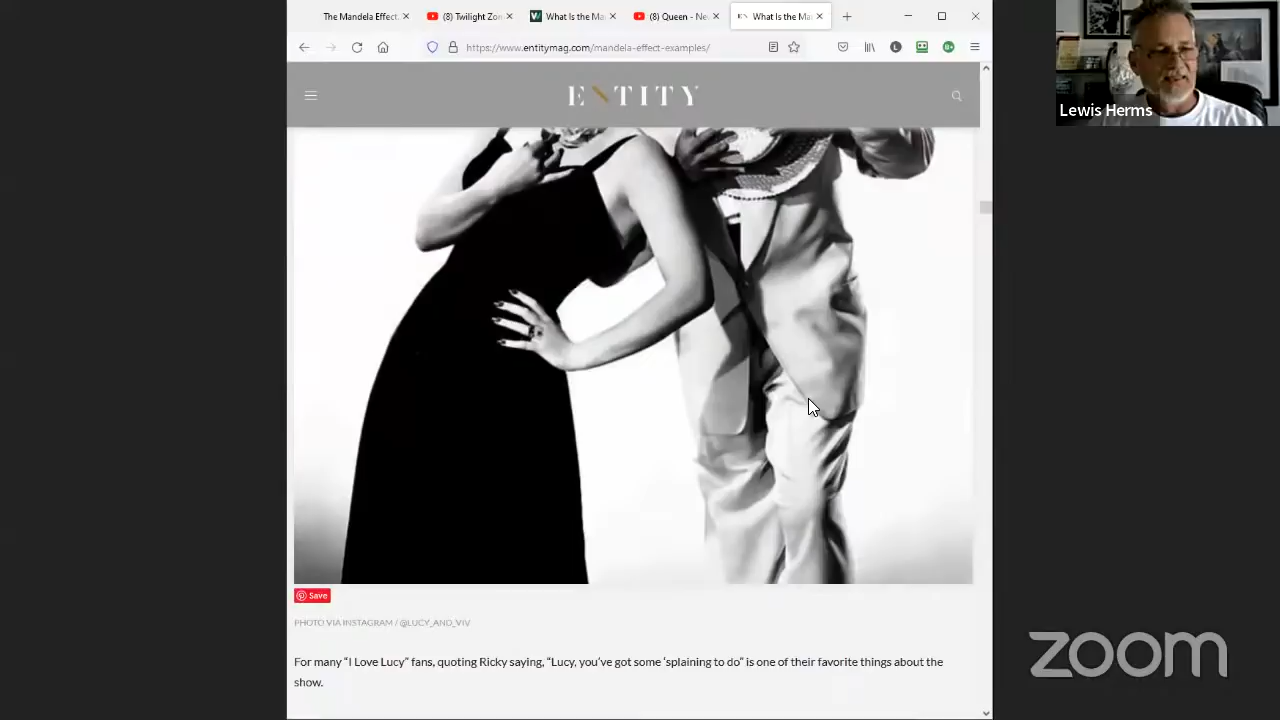 The Mandela Effect.
(8) Twilight Zon
What Is the Ma
(8) Queen - Ne
What Is the Ma
https://www.entitymag.com/mandela-effect-examples/
ENTITY
Lewis Herms
Save
PHOTO VIA INSTAGRAM / @LUCY_AND_VIV
For many “I Love Lucy” fans, quoting Ricky saying, “Lucy, you’ve got some ‘splaining to do” is one of their favorite things about the
show.
zoom